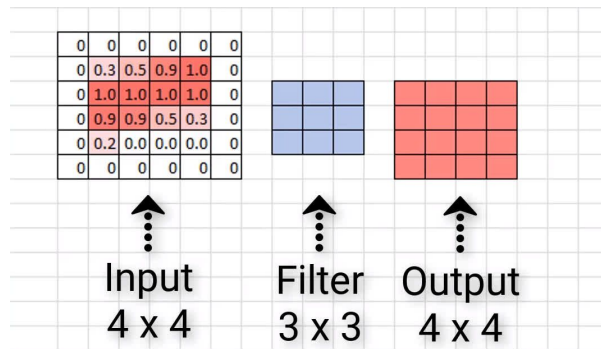 0 0 0 0 0 0
0 0.3 0.5 0.9 1.0 0
0 1.0 1.0 1.0 1.0 0
0 0.9 0.9 0.5 0.3 0
0 0.2 0.0 0.0 0.0 0
0 0 0 0 0 0
Input Filter Output
4 x 4 3 x 3 4 x 4